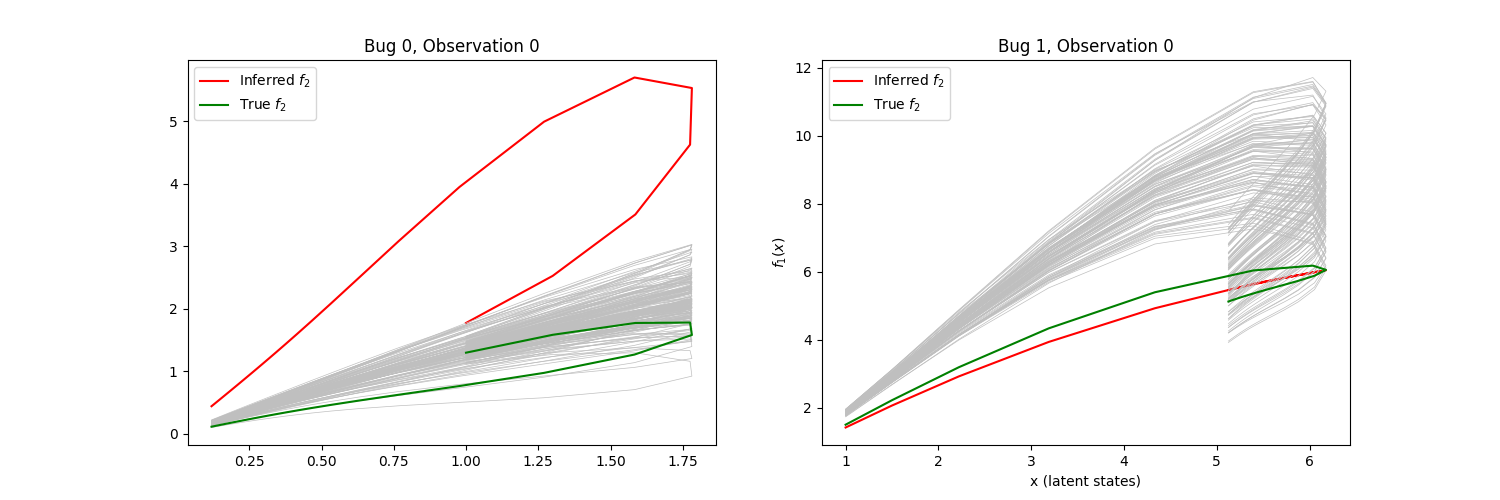 Bug 0, Observation 0
Inferred f₂
True f₂
5
4
3
2
1
0
0.25 0.50 0.75 1.00 1.25 1.50 1.75
Bug 1, Observation 0
Inferred f₂
True f₂
12
10
8
6
4
2
f₁(x)
1 2 3 4 5 6
x (latent states)